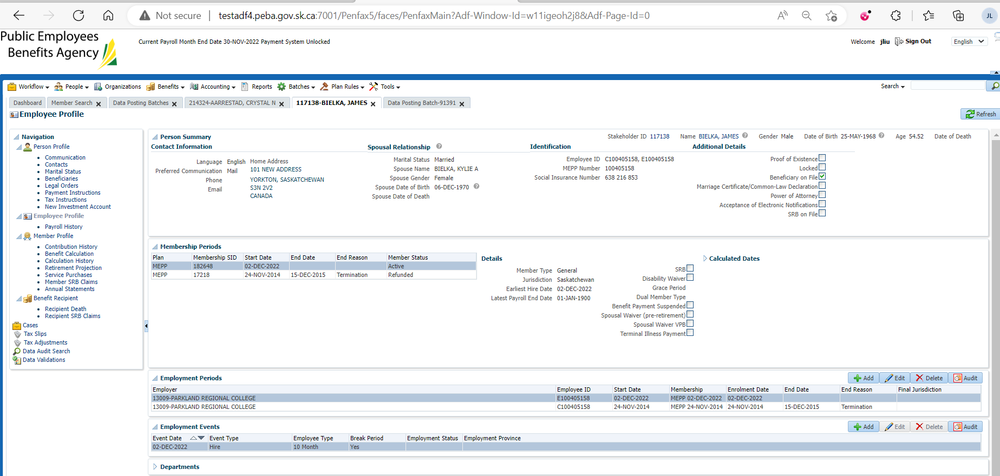 Not secure | testadf4.peba.gov.sk.ca:7001/Penfax5/faces/PenfaxMain?Adf-Window-Id=w11igeoh2j8&Adf-Page-Id=0
JL
Public Employees
Benefits Agency
Current Payroll Month End Date 30-NOV-2022 Payment System Unlocked
Welcome jliu Sign Out English
Workflow People Organizations Benefits Accounting Reports Batches Plan Rules Tools Search
Dashboard Member Search Data Posting Batches 214324-AARRESTAD, CRYSTAL N 117138-BIELKA, JAMES Data Posting Batch-91391
Employee Profile
Refresh
Navigation
Person Profile
Communication
Contacts
Marital Status
Beneficiaries
Legal Orders
Payment Instructions
Tax Instructions
New Investment Account
Employee Profile
Payroll History
Member Profile
Contribution History
Benefit Calculation
Calculation History
Retirement Projection
Service Purchases
Member SRB Claims
Annual Statements
Benefit Recipient
Recipient Death
Recipient SRB Claims
Cases
Tax Slips
Tax Adjustments
Data Audit Search
Data Validations
Person Summary
Stakeholder ID 117138 Name BIELKA, JAMES Gender Male Date of Birth 25-MAY-1968 Age 54.52 Date of Death
Contact Information
Language English
Preferred Communication Mail
Phone
Email
Home Address
101 NEW ADDRESS
YORKTON, SASKATCHEWAN
S3N 2V2
CANADA
Spousal Relationship
Marital Status Married
Spouse Name BIELKA, KYLIE A
Spouse Gender Female
Spouse Date of Birth 06-DEC-1970
Spouse Date of Death
Identification
Employee ID C100405158, E100405158
MEPP Number 100405158
Social Insurance Number 638 216 853
Additional Details
Proof of Existence
Locked
Beneficiary on File
Marriage Certificate/Common-Law Declaration
Power of Attorney
Acceptance of Electronic Notifications
SRB on File
Membership Periods
Plan Membership SID Start Date End Date End Reason Member Status
MEPP 182648 02-DEC-2022 Active
MEPP 17218 24-NOV-2014 15-DEC-2015 Termination Refunded
Details
Member Type General
Jurisdiction Saskatchewan
Earliest Hire Date 02-DEC-2022
Latest Payroll End Date 01-JAN-1900
SRB
Disability Waiver
Grace Period
Dual Member Type
Benefit Payment Suspended
Spousal Waiver (pre-retirement)
Spousal Waiver VPB
Terminal Illness Payment
Calculated Dates
Employment Periods
Add Edit Delete Audit
Employer Employee ID Start Date Membership Enrolment Date End Date End Reason Final Jurisdiction
13009-PARKLAND REGIONAL COLLEGE E100405158 02-DEC-2022 MEPP 02-DEC-2022 02-DEC-2022
13009-PARKLAND REGIONAL COLLEGE C100405158 24-NOV-2014 MEPP 24-NOV-2014 24-NOV-2014 15-DEC-2015 Termination
Employment Events
Add Edit Delete Audit
Event Date Event Type Employee Type Break Period Employment Status Employment Province
02-DEC-2022 Hire 10 Month Yes
Departments